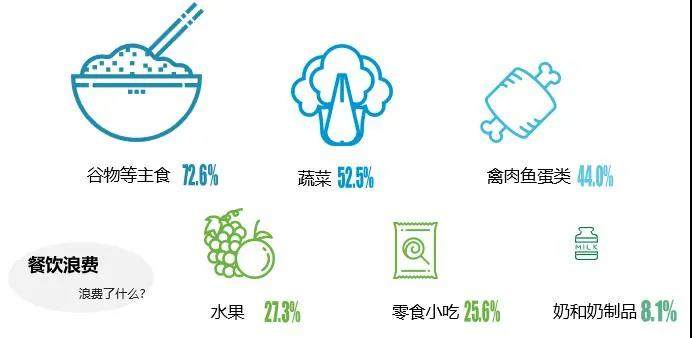 谷物等主食 72.6%
蔬菜 52.5%
禽肉鱼蛋类 44.0%
MILK
餐饮浪费
浪费了什么?
水果 27.3%
零食小吃 25.6%
奶和奶制品 8.1%